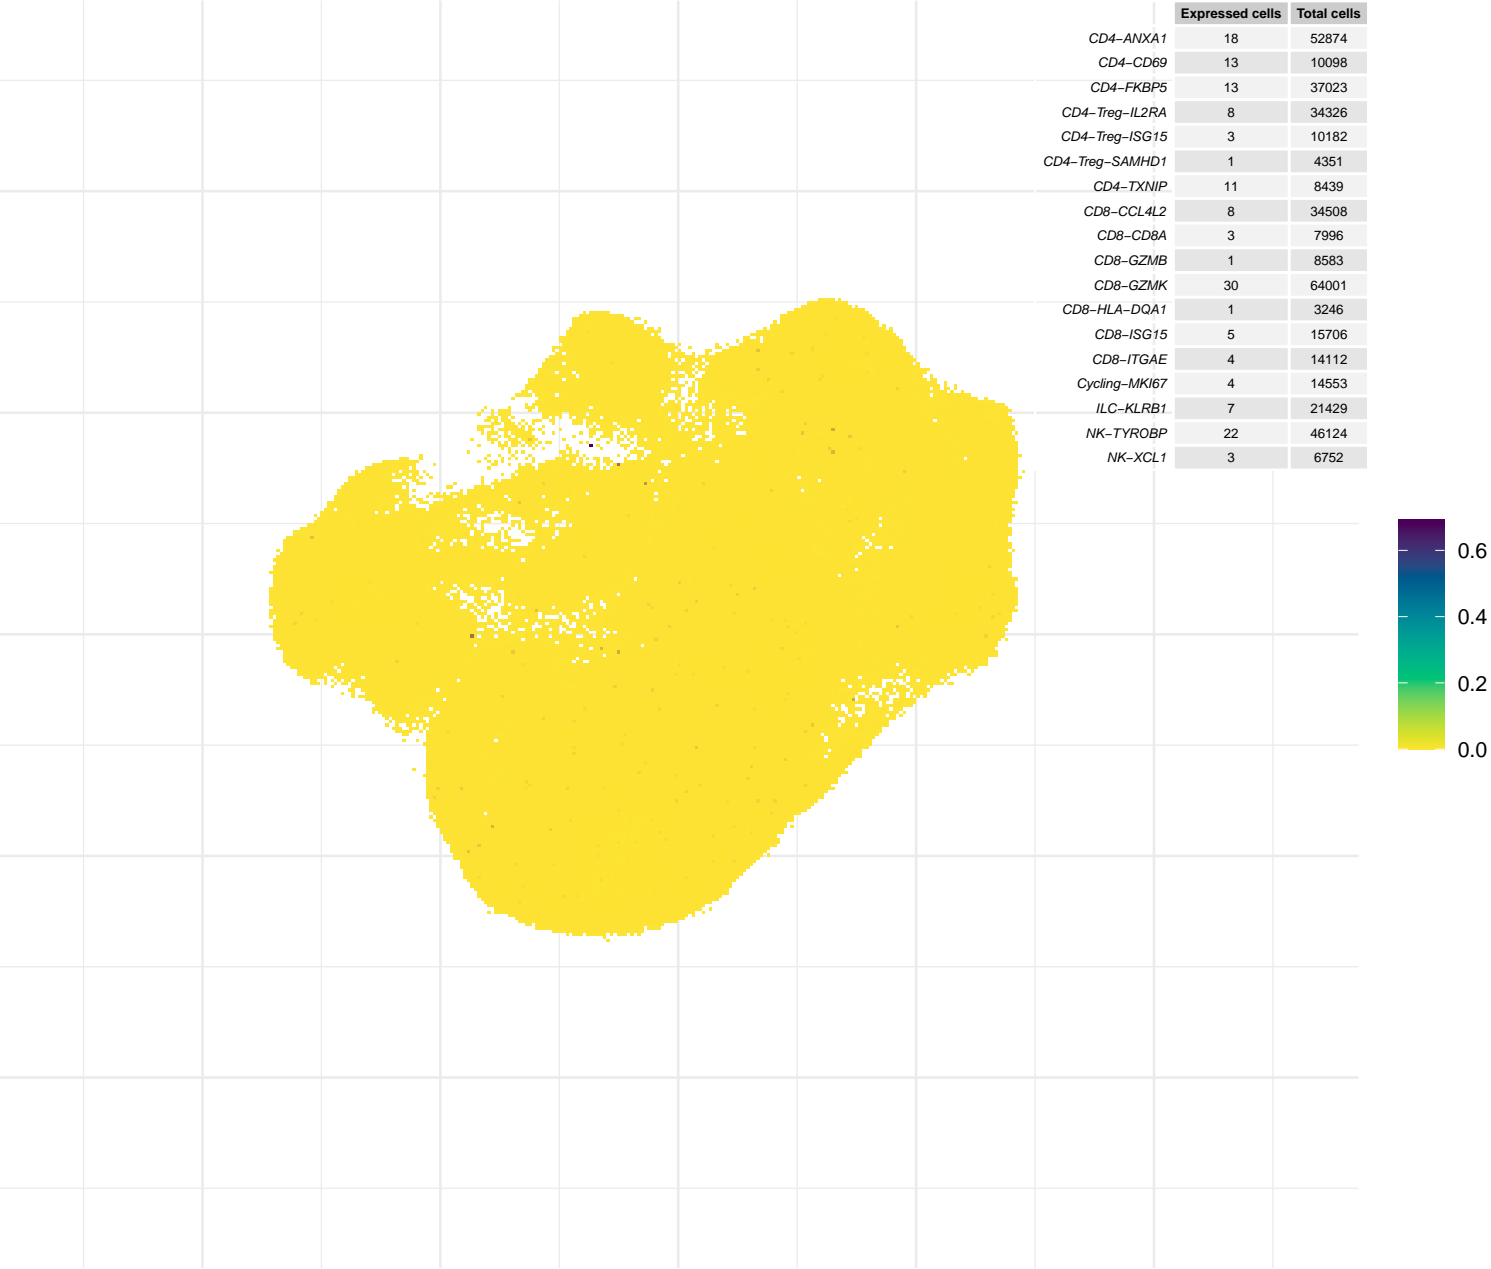 Expressed cells Total cells
CD4−ANXA1 18 52874
CD4−CD69 13 10098
CD4−FKBP5 13 37023
CD4−Treg−IL2RA 8 34326
CD4−Treg−ISG15 3 10182
CD4−Treg−SAMHD1 1 4351
CD4−TXNIP 11 8439
CD8−CCL4L2 8 34508
CD8−CD8A 3 7996
CD8−GZMB 1 8583
CD8−GZMK 30 64001
CD8−HLA−DQA1 1 3246
CD8−ISG15 5 15706
CD8−ITGAE 4 14112
Cycling−MKI67 4 14553
ILC−KLRB1 7 21429
NK−TYROBP 22 46124
NK−XCL1 3 6752
0.6
0.4
0.2
0.0